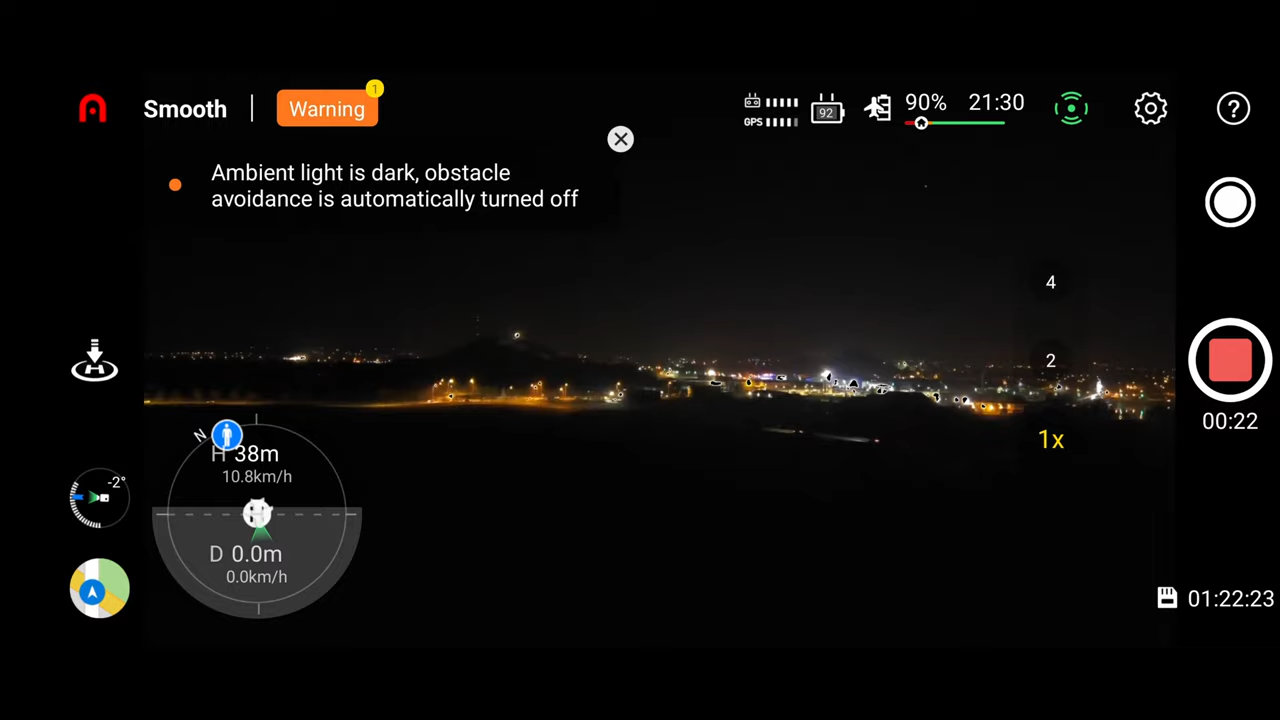 Smooth
Warning
1
GPS
92
90%
21:30
?
Ambient light is dark, obstacle
avoidance is automatically turned off
4
2
1x
00:22
N
H 38m
10.8km/h
-2°
H
D 0.0m
0.0km/h
01:22:23